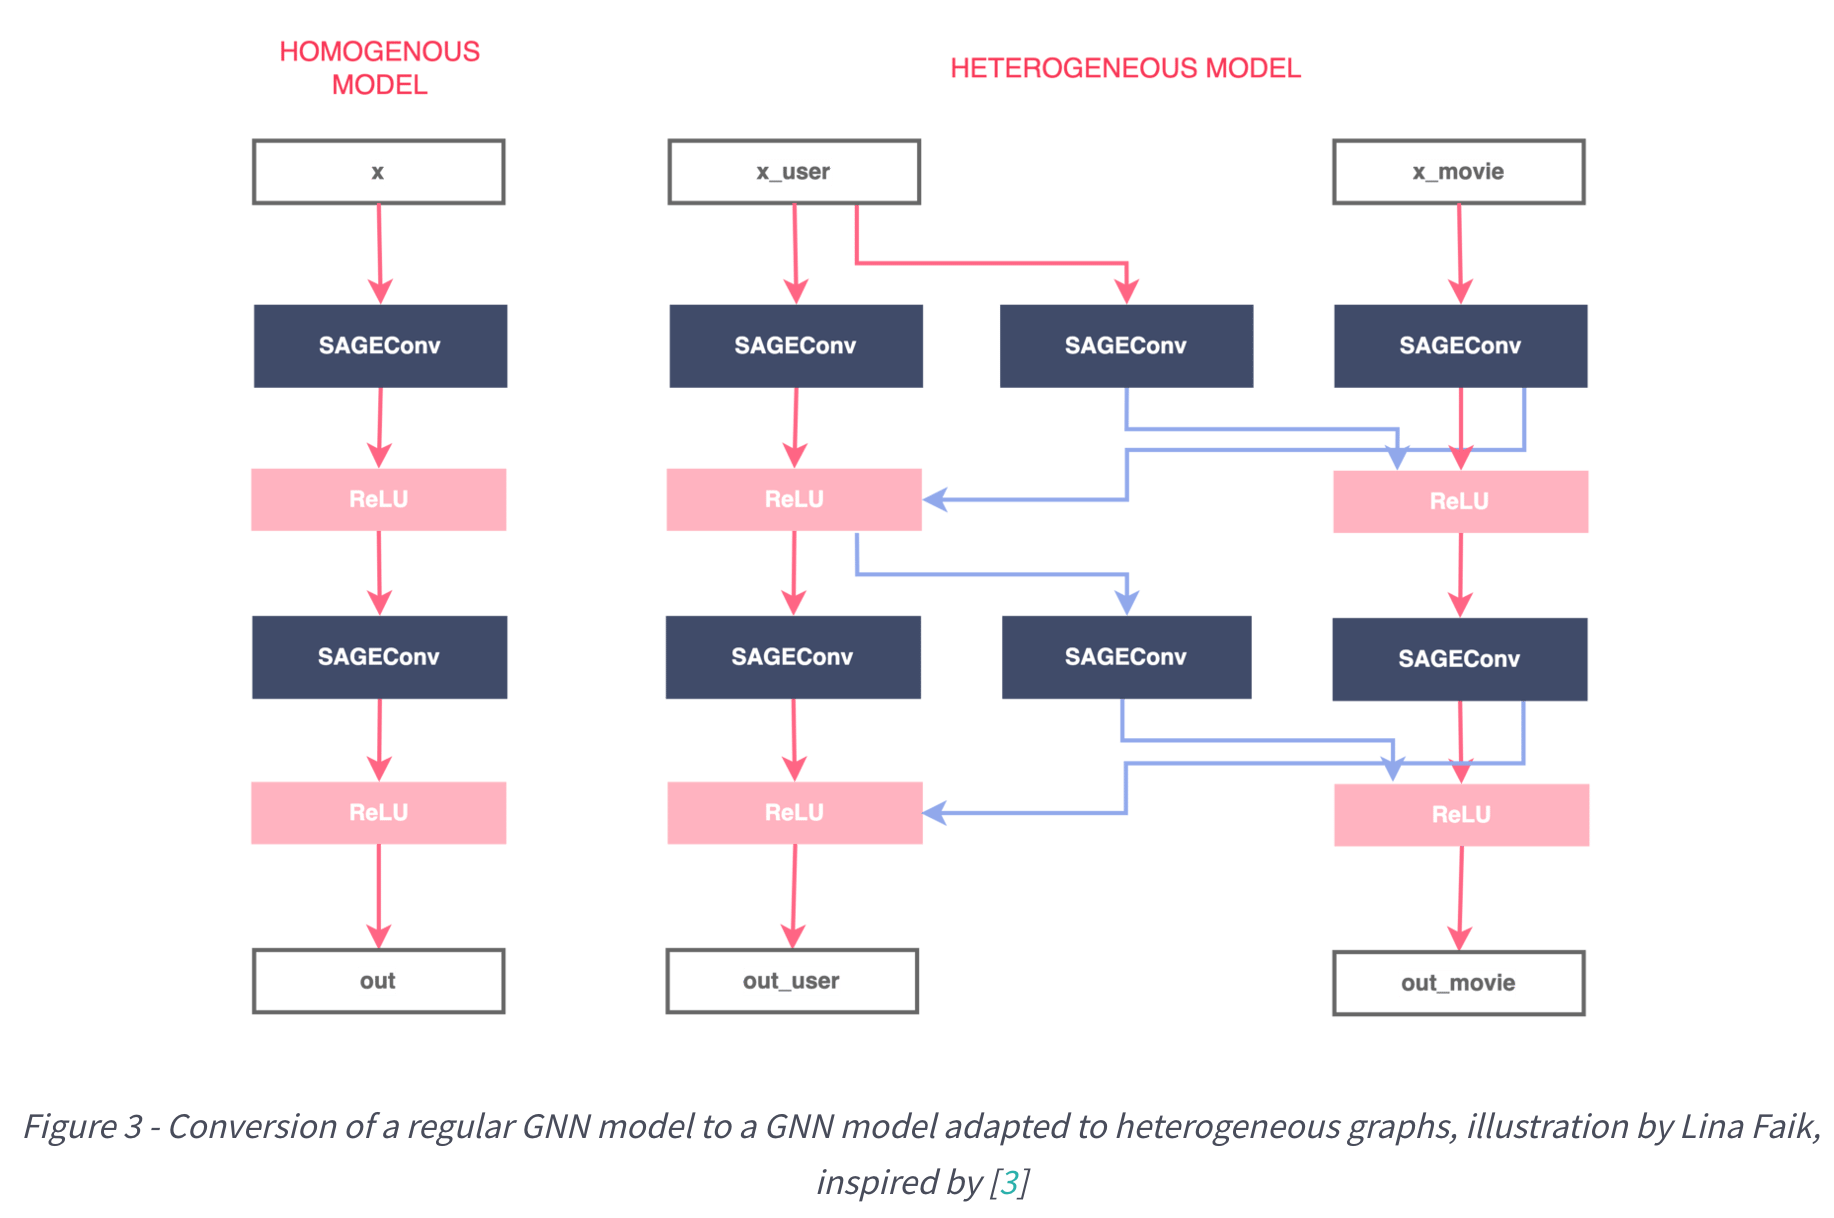 HOMOGENOUS
MODEL
HETEROGENEOUS MODEL
x
x_user
x_movie
SAGEConv
SAGEConv
SAGEConv
SAGEConv
ReLU
ReLU
ReLU
SAGEConv
SAGEConv
SAGEConv
SAGEConv
ReLU
ReLU
ReLU
out
out_user
out_movie
Figure 3 - Conversion of a regular GNN model to a GNN model adapted to heterogeneous graphs, illustration by Lina Faik,
inspired by [3]